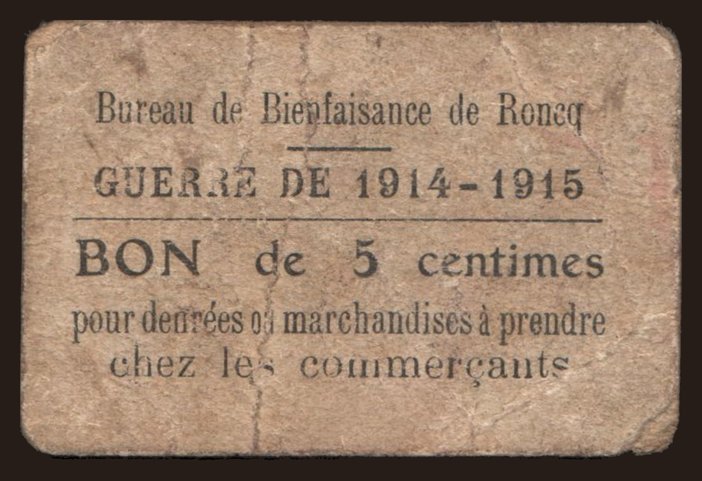 Bureau de Bienfaisance de Roncq
GUERRE DE 1914-1915
BON de 5 centimes
pour denrées ou marchandises à prendre
chez les commerçants